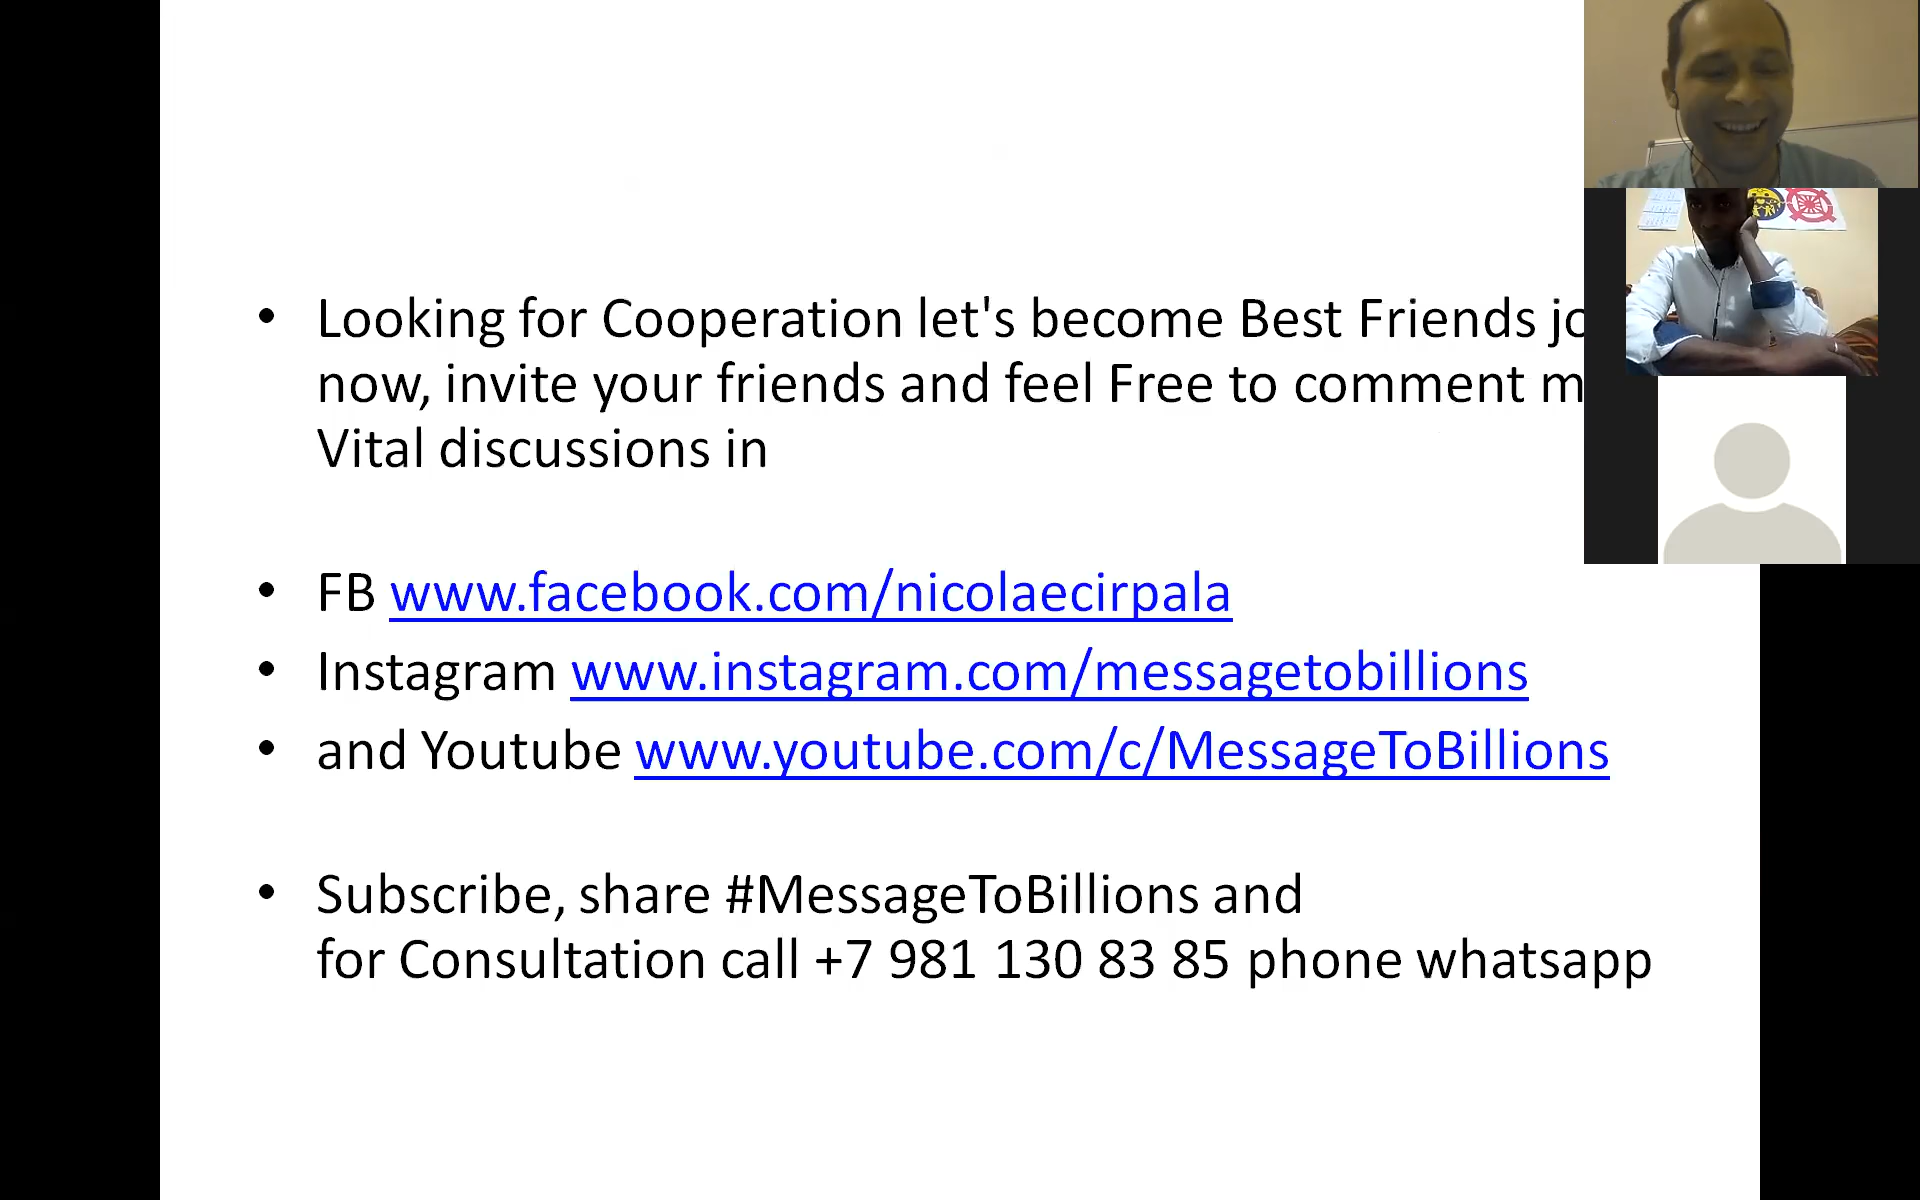 • Looking for Cooperation let's become Best Friends
now, invite your friends and feel Free to comment
Vital discussions in
• FB www.facebook.com/nicolaecirpala
• Instagram www.instagram.com/messagetobillions
• and Youtube www.youtube.com/c/MessageToBillions
• Subscribe, share #MessageToBillions and
for Consultation call +7 981 130 83 85 phone whatsapp